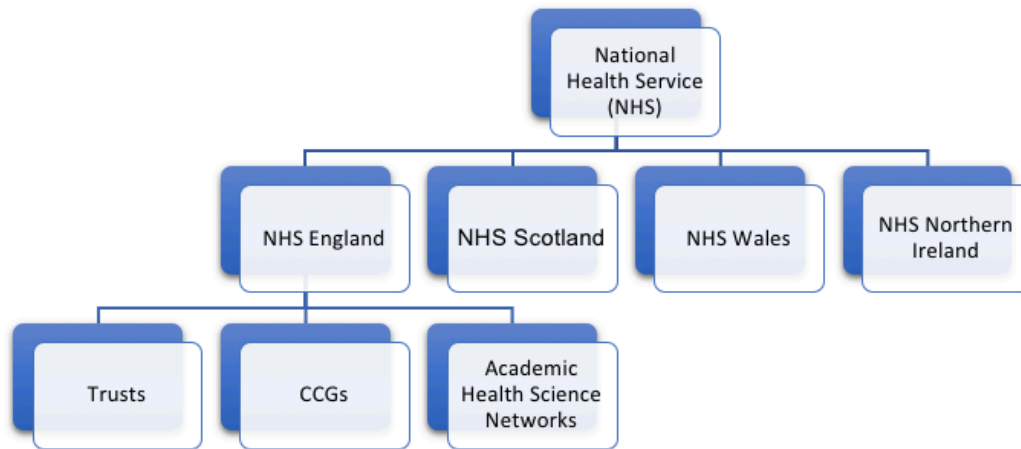 National
Health Service
(NHS)
NHS England
NHS Scotland
NHS Wales
NHS Northern
Ireland
Trusts
CCGs
Academic
Health Science
Networks